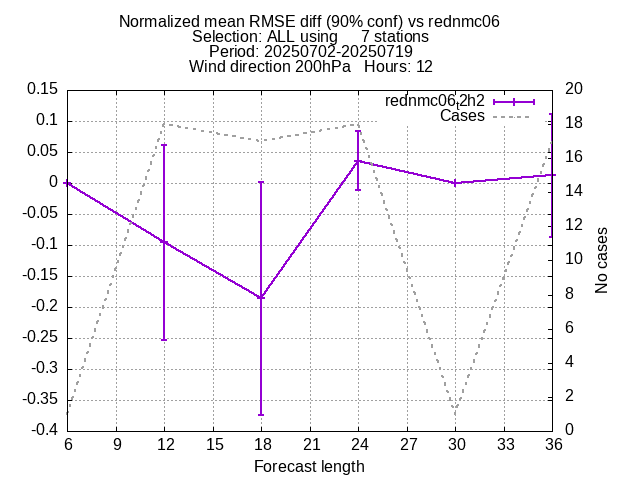 Normalized mean RMSE diff (90% conf) vs rednmc06
Selection: ALL using     7 stations
Period: 20250702-20250719
Wind direction 200hPa   Hours: 12
rednmc06,2h2
Cases
0.15
0.1
0.05
0
-0.05
-0.1
-0.15
-0.2
-0.25
-0.3
-0.35
-0.4
20
18
16
14
12
10
8
6
4
2
0
No cases
6 9 12 15 18 21 24 27 30 33 36
Forecast length